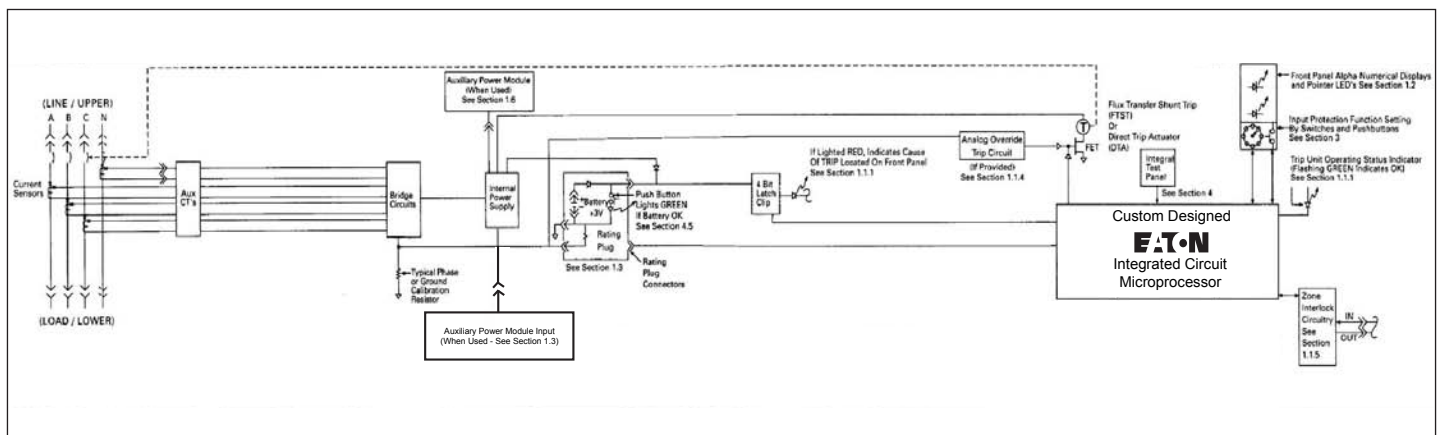 Auxiliary Power Module
(When Used)
See Section 1.6
(LINE / UPPER)
A B C N
Current
Sensors
Aux
CT's
Bridge
Circuits
Internal
Power
Supply
Typical Phase
or Ground
Calibration
Resistor
(LOAD / LOWER)
Auxiliary Power Module Input
(When Used - See Section 1.3)
Battery
+3V
Push Button
Lights GREEN
If Battery OK
See Section 4.5
Rating
Plug
See Section 1.3
Rating
Plug
Connectors
4 Bit
Latch
Clip
If Lighted RED, Indicates Cause
Of TRIP Located On Front Panel
See Section 1.1.1
Analog Override
Trip Circuit
(If Provided)
See Section 1.1.4
T
FET
Flux Transfer Shunt Trip
(FTST)
Or
Direct Trip Actuator
(DTA)
Integral
Test
Panel
See Section 4
Front Panel Alpha Numerical Displays
and Pointer LED's See Section 1.2
Input Protection Function Setting
By Switches and Pushbuttons
See Section 3
Trip Unit Operating Status Indicator
(Flashing GREEN Indicates OK)
See Section 1.1.1
Custom Designed
EATON
Integrated Circuit
Microprocessor
Zone
Interlock
Circuitry
See
Section
1.1.5
IN
OUT